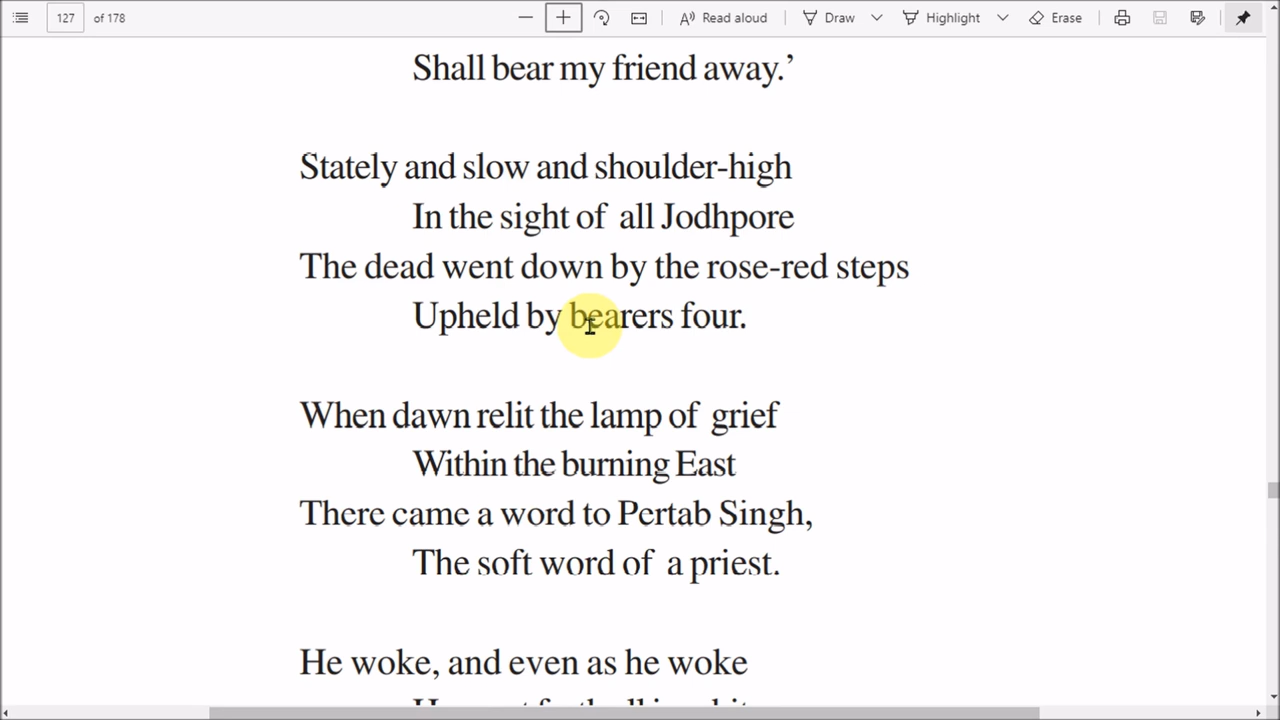 127 of 178
Read aloud
Draw
Highlight
Erase
Shall bear my friend away.’
Stately and slow and shoulder-high
In the sight of all Jodhpore
The dead went down by the rose-red steps
Upheld by bearers four.
When dawn relit the lamp of grief
Within the burning East
There came a word to Pertab Singh,
The soft word of a priest.
He woke, and even as he woke